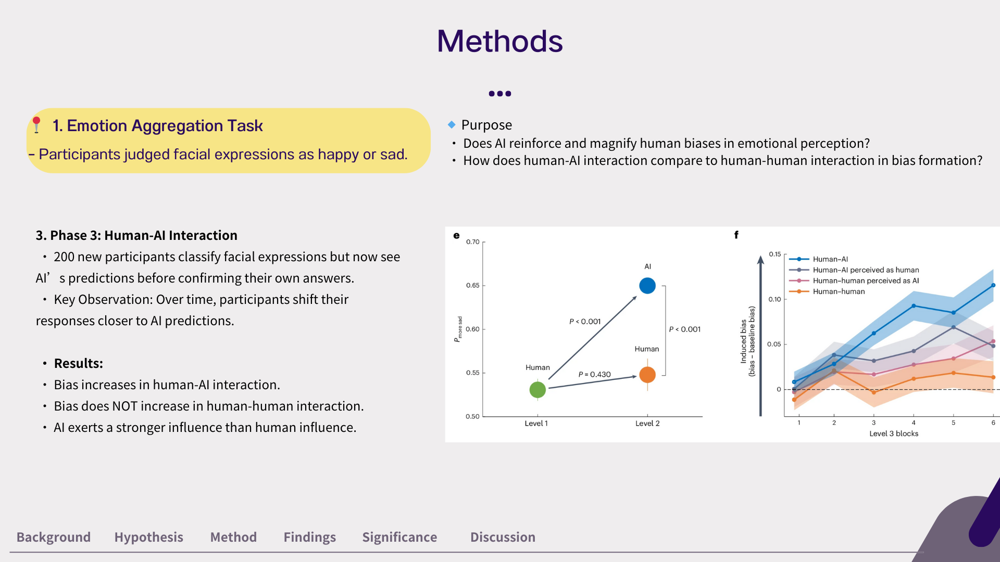 Methods
1. Emotion Aggregation Task
- Participants judged facial expressions as happy or sad.
Purpose
・ Does AI reinforce and magnify human biases in emotional perception?
・ How does human-AI interaction compare to human-human interaction in bias formation?
3. Phase 3: Human-AI Interaction
・ 200 new participants classify facial expressions but now see
AI’s predictions before confirming their own answers.
・ Key Observation: Over time, participants shift their
responses closer to AI predictions.
・ Results:
・ Bias increases in human-AI interaction.
・ Bias does NOT increase in human-human interaction.
・ AI exerts a stronger influence than human influence.
e
0.70
0.65
0.60
0.55
0.50
P more sad
AI
P < 0.001
P < 0.001
Human
Human
P = 0.430
Level 1
Level 2
f
0.15
0.10
0.05
0
Induced bias
(bias – baseline bias)
Human–AI
Human–AI perceived as human
Human–human perceived as AI
Human–human
1 2 3 4 5 6
Level 3 blocks
Background Hypothesis Method Findings Significance Discussion